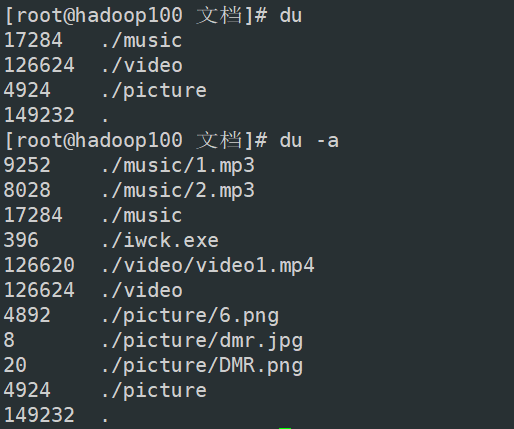 [root@hadoop100 文档]# du
17284   ./music
126624  ./video
4924    ./picture
149232  .
[root@hadoop100 文档]# du -a
9252    ./music/1.mp3
8028    ./music/2.mp3
17284   ./music
396     ./iwck.exe
126620  ./video/video1.mp4
126624  ./video
4892    ./picture/6.png
8       ./picture/dmr.jpg
20      ./picture/DMR.png
4924    ./picture
149232  .